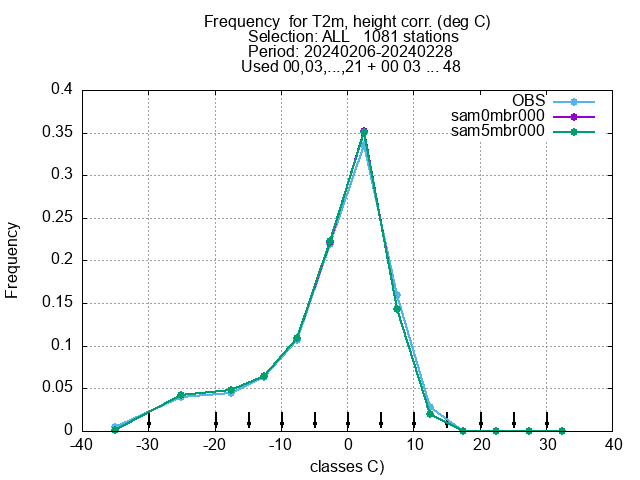 Frequency  for T2m, height corr. (deg C)
Selection: ALL   1081 stations
Period: 20240206-20240228
Used 00,03,...,21 + 00 03 ... 48
OBS
sam0mbr000
sam5mbr000
Frequency
0.4
0.35
0.3
0.25
0.2
0.15
0.1
0.05
0
-40 -30 -20 -10 0 10 20 30 40
classes C)